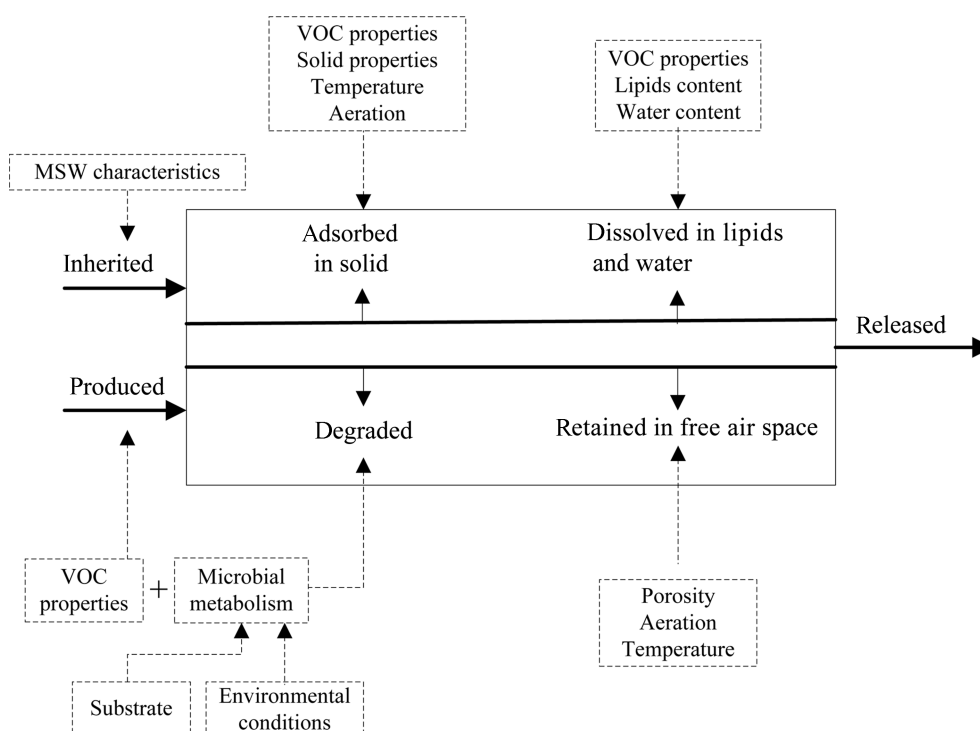 VOC properties
Solid properties
Temperature
Aeration
VOC properties
Lipids content
Water content
MSW characteristics
Inherited
Adsorbed
in solid
Dissolved in lipids
and water
Released
Produced
Degraded
Retained in free air space
VOC
properties
+
Microbial
metabolism
Porosity
Aeration
Temperature
Substrate
Environmental
conditions